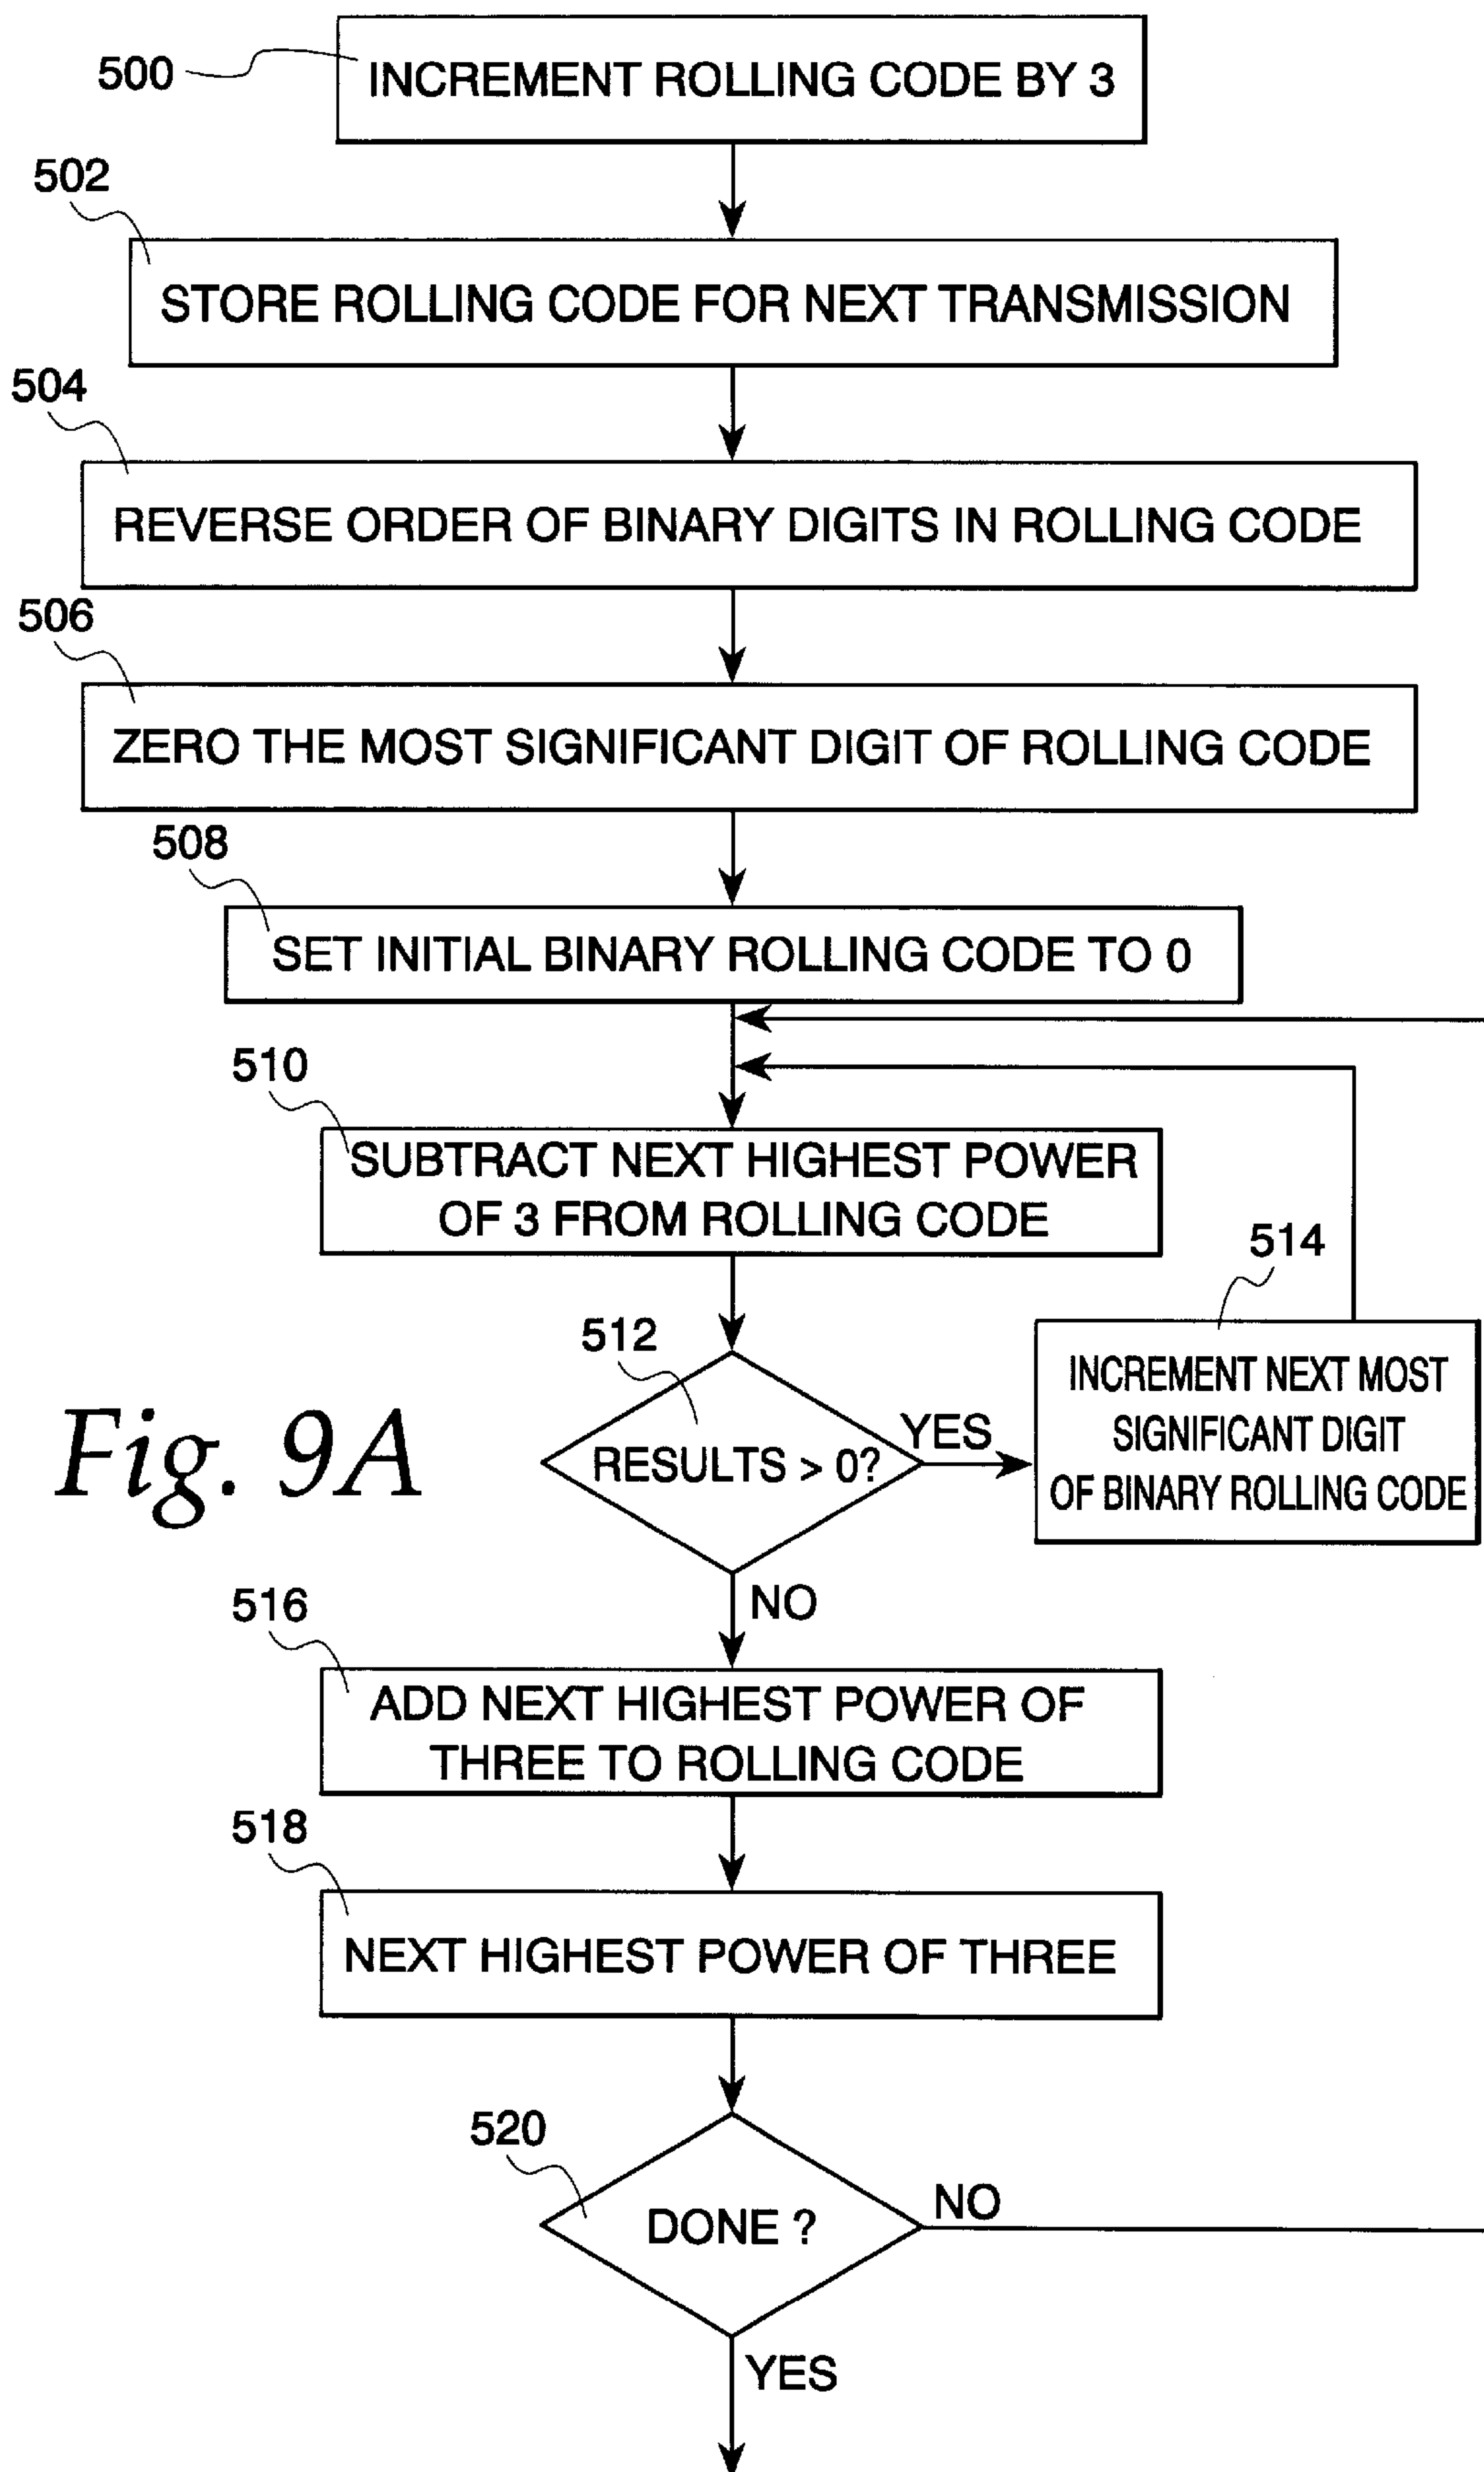 500
INCREMENT ROLLING CODE BY 3
502
STORE ROLLING CODE FOR NEXT TRANSMISSION
504
REVERSE ORDER OF BINARY DIGITS IN ROLLING CODE
506
ZERO THE MOST SIGNIFICANT DIGIT OF ROLLING CODE
508
SET INITIAL BINARY ROLLING CODE TO 0
510
SUBTRACT NEXT HIGHEST POWER
OF 3 FROM ROLLING CODE
512
RESULTS > 0?
YES
514
INCREMENT NEXT MOST
SIGNIFICANT DIGIT
OF BINARY ROLLING CODE
Fig. 9A
NO
516
ADD NEXT HIGHEST POWER OF
THREE TO ROLLING CODE
518
NEXT HIGHEST POWER OF THREE
520
DONE ?
NO
YES